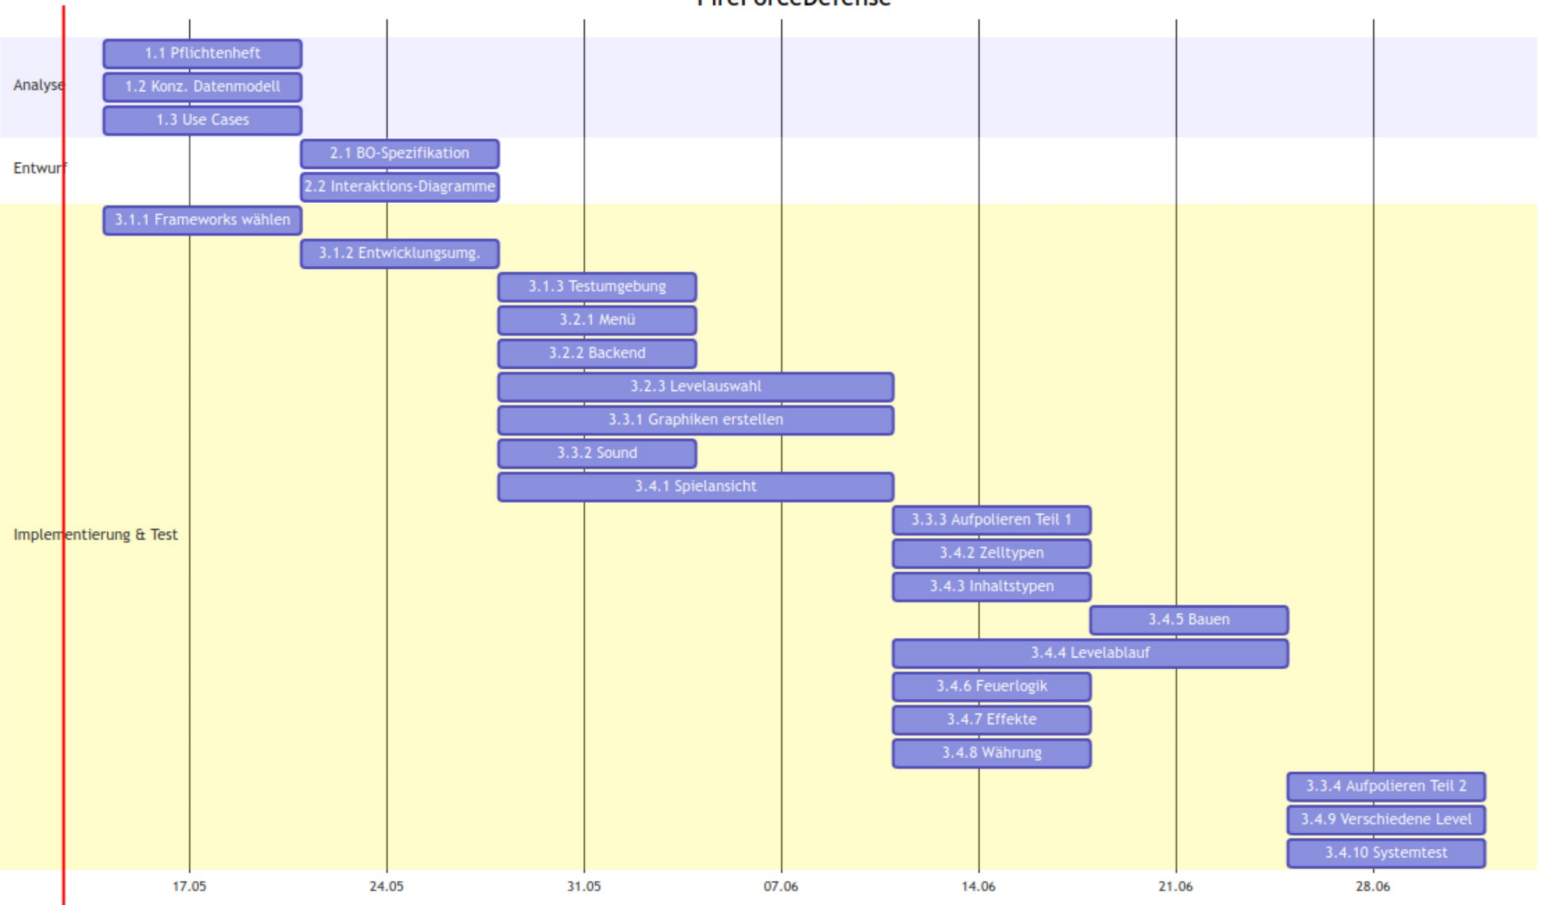 FireForceDefense
1.1 Pflichtenheft
Analyse
1.2 Konz. Datenmodell
1.3 Use Cases
2.1 BO-Spezifikation
Entwurf
2.2 Interaktions-Diagramme
3.1.1 Frameworks wählen
3.1.2 Entwicklungsumg.
3.1.3 Testumgebung
3.2.1 Menü
3.2.2 Backend
3.2.3 Levelauswahl
3.3.1 Graphiken erstellen
3.3.2 Sound
3.4.1 Spielansicht
3.3.3 Aufpolieren Teil 1
Implementierung & Test
3.4.2 Zelltypen
3.4.3 Inhaltstypen
3.4.5 Bauen
3.4.4 Levelablauf
3.4.6 Feuerlogik
3.4.7 Effekte
3.4.8 Währung
3.3.4 Aufpolieren Teil 2
3.4.9 Verschiedene Level
3.4.10 Systemtest
17.05 24.05 31.05 07.06 14.06 21.06 28.06